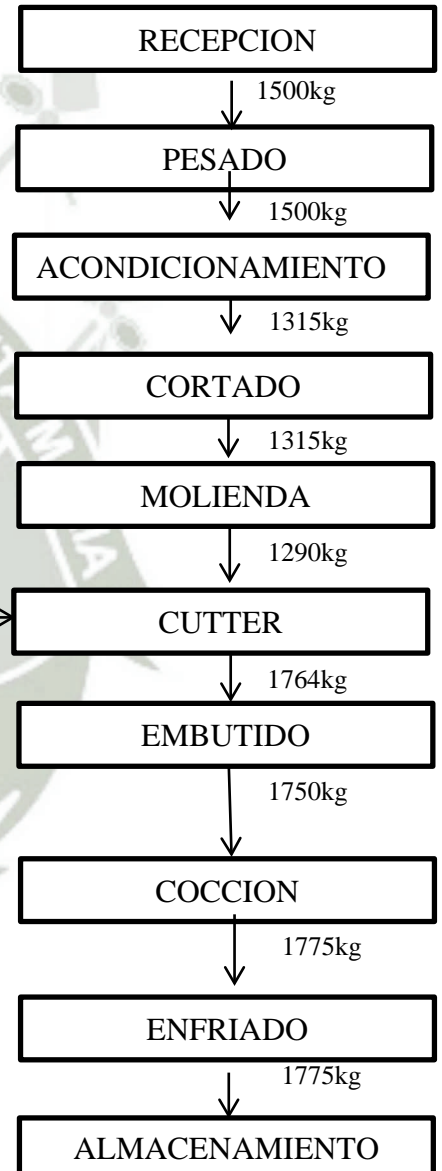 RECEPCION
1500kg
PESADO
1500kg
ACONDICIONAMIENTO
1315kg
CORTADO
1315kg
MOLIENDA
1290kg
CUTTER
1764kg
EMBUTIDO
1750kg
COCCION
1775kg
ENFRIADO
1775kg
ALMACENAMIENTO